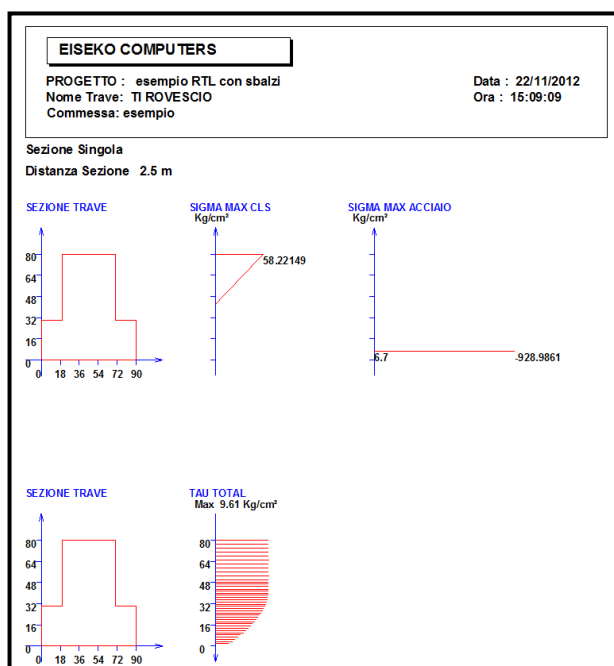 EISEKO COMPUTERS
PROGETTO : esempio RTL con sbalzi
Data : 22/11/2012
Nome Trave: TI ROVESCIO
Ora : 15:09:09
Commessa: esempio
Sezione Singola
Distanza Sezione 2.5 m
SEZIONE TRAVE
SIGMA MAX CLS
SIGMA MAX ACCIAIO
Kg/cm²
Kg/cm²
80
58.22149
64
48
32
16
6.7
-928.9861
0
0 18 36 54 72 90
SEZIONE TRAVE
TAU TOTAL
Max 9.61 Kg/cm²
80
80
64
64
48
48
32
32
16
16
0
0
0 18 36 54 72 90